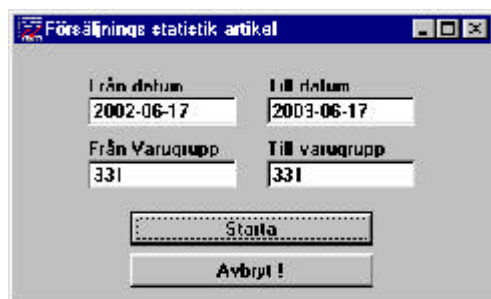 Försäljnings statistik artikel
Från datum Till datum
2002-06-17 2003-06-17
Från Varugrupp Till varugrupp
331 331
Starta
Avbryt !